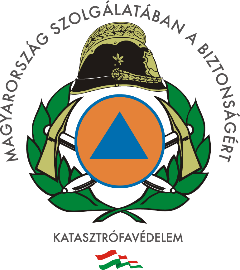 MAGYARORSZÁG SZOLGÁLATÁBAN A BIZTONSÁGÉRT
KATASZTRÓFAVÉDELEM